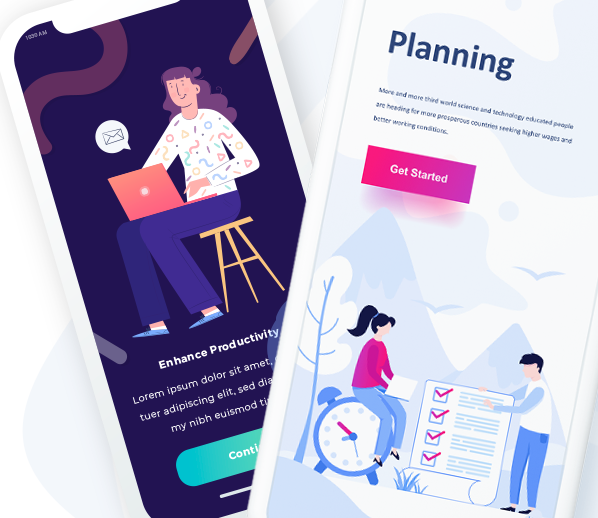 10:00 AM
Enhance Productivity
Lorem ipsum dolor sit amet,
tuer adipiscing elit, sed dia
my nibh euismod ti
Conti
Planning
More and more third world science and technology educated people
are heading for more prosperous countries seeking higher wages and
better working conditions.
Get Started